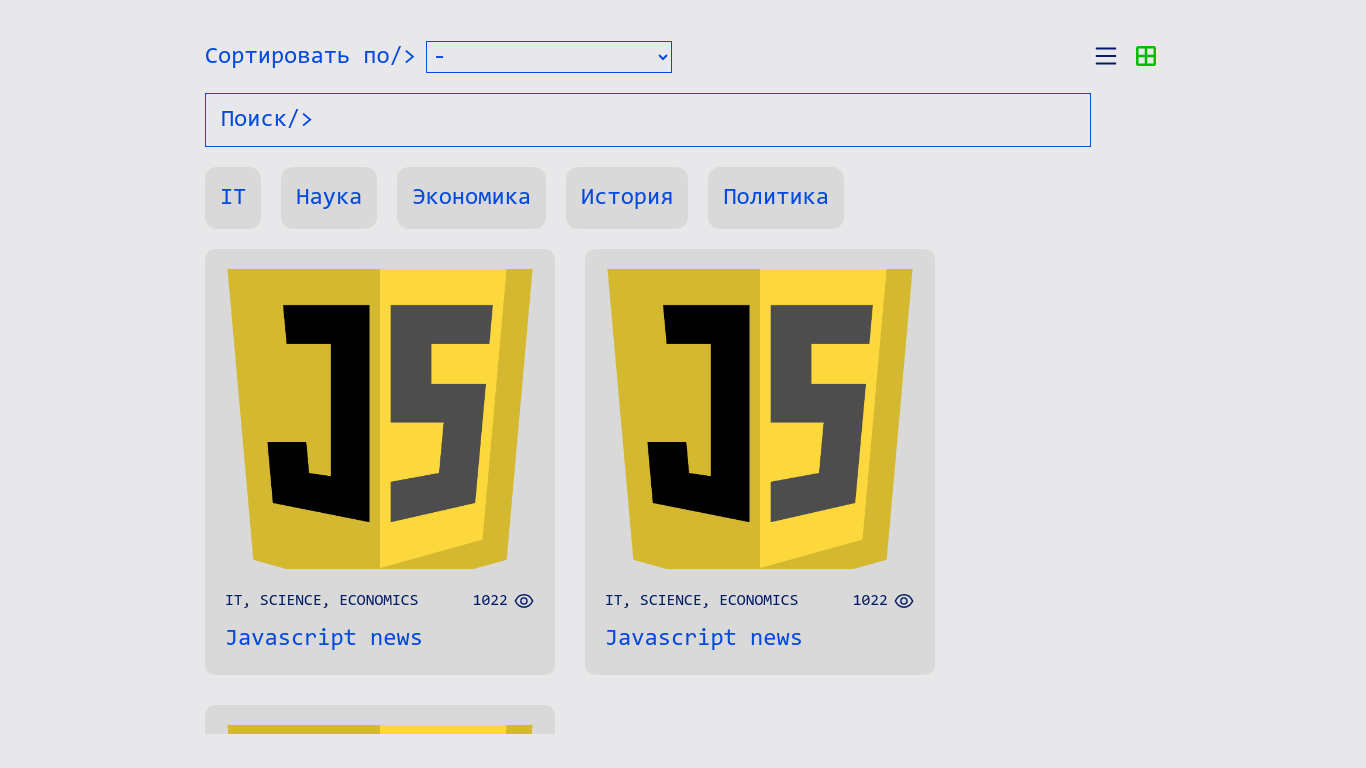 Сортировать по/> -
Поиск/>
IT Наука Экономика История Политика
JS JS
IT, SCIENCE, ECONOMICS 1022 IT, SCIENCE, ECONOMICS 1022
Javascript news Javascript news